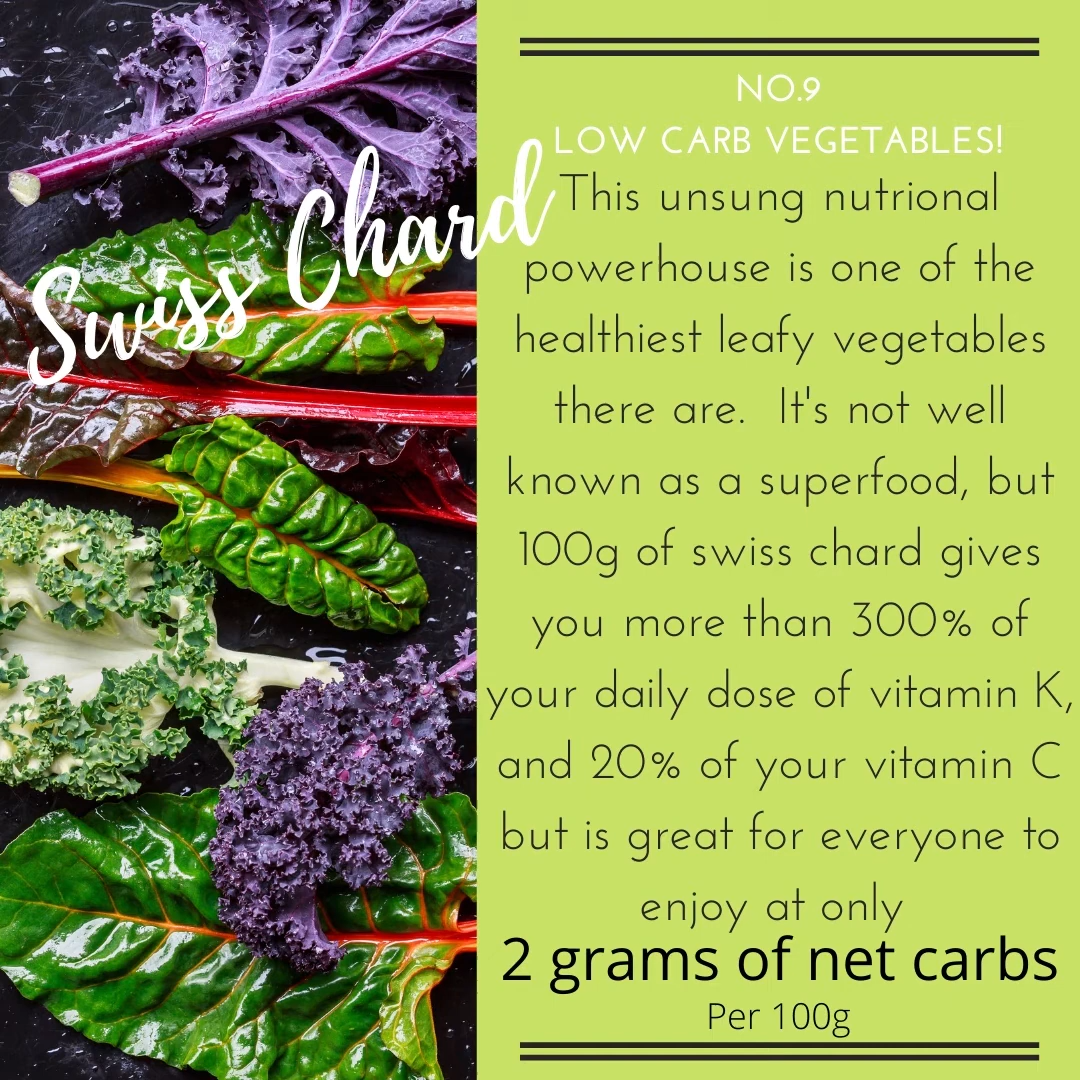 Swiss Chard
NO.9
LOW CARB VEGETABLES!
This unsung nutrional
powerhouse is one of the
healthiest leafy vegetables
there are.  It's not well
known as a superfood, but
100g of swiss chard gives
you more than 300% of
your daily dose of vitamin K,
and 20% of your vitamin C
but is great for everyone to
enjoy at only
2 grams of net carbs
Per 100g